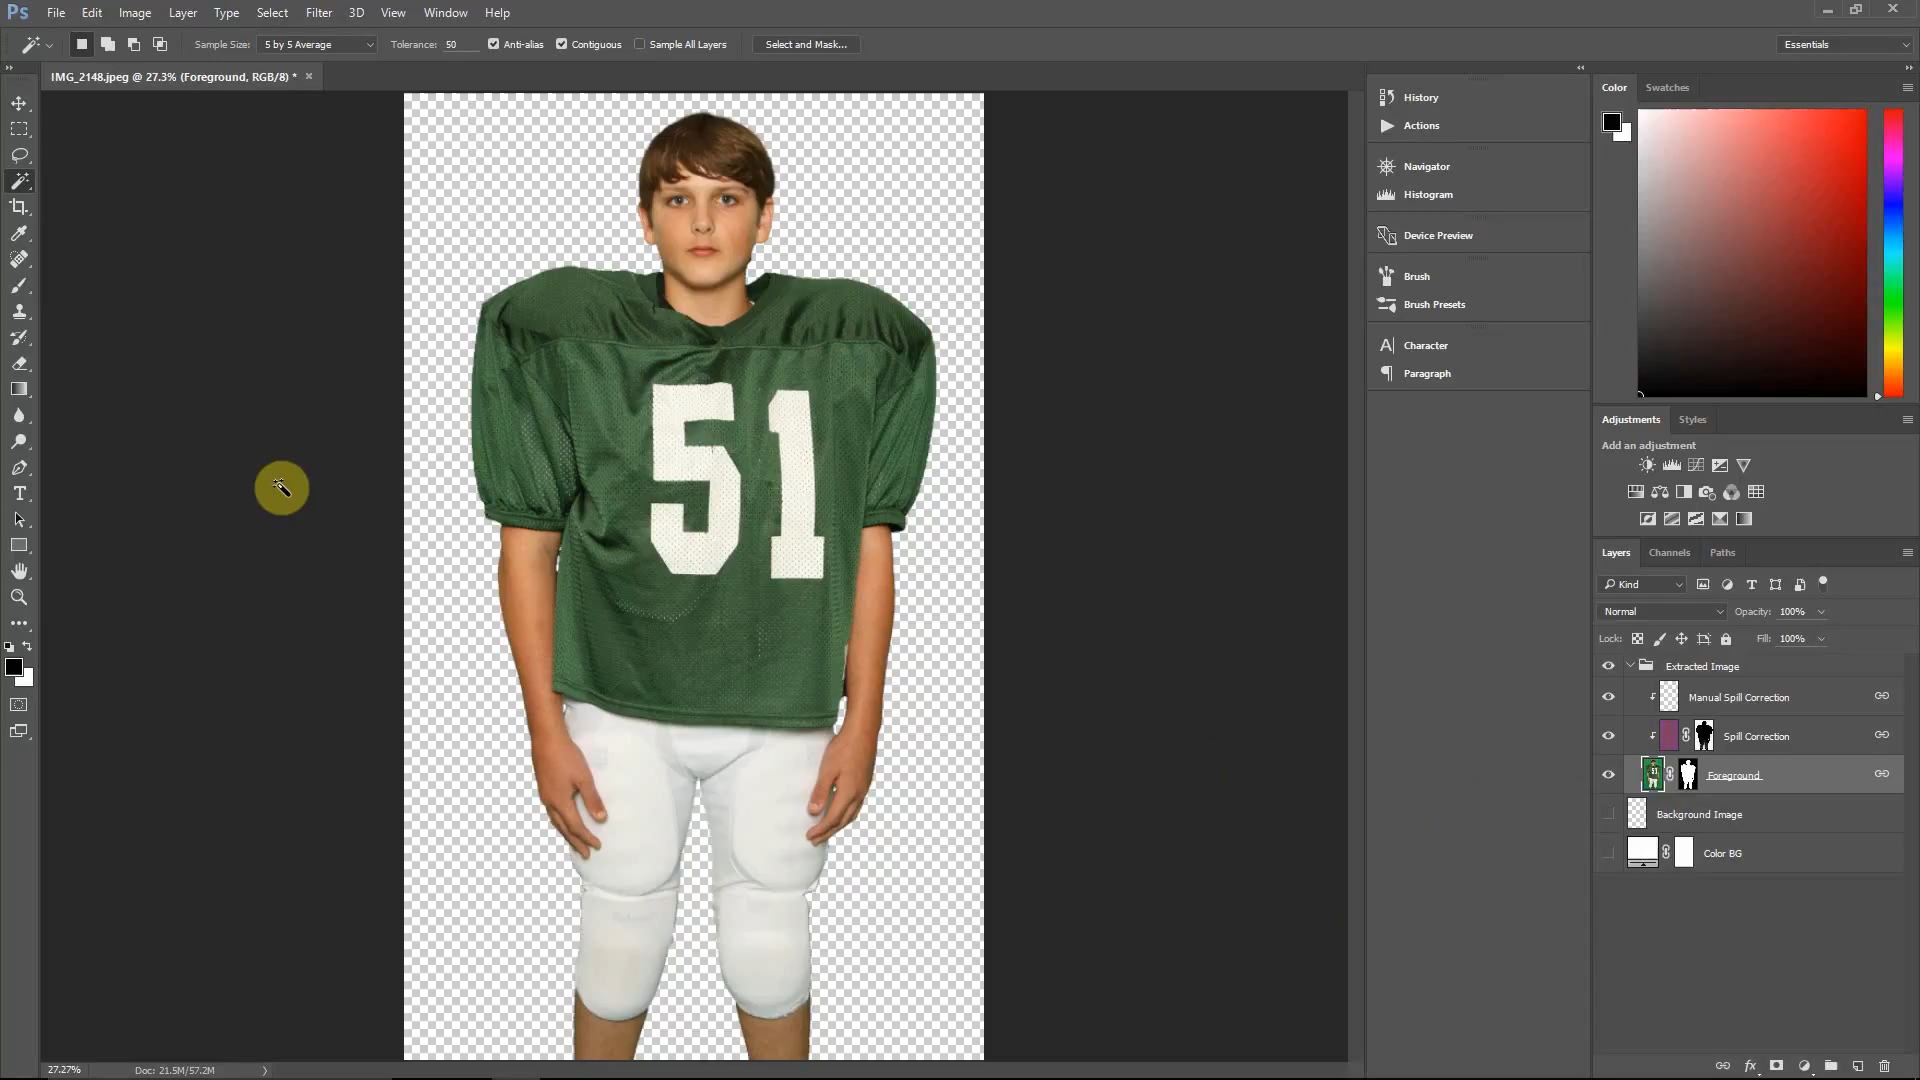 Ps File Edit Image Layer Type Select Filter 3D View Window Help
Sample Size: 5 by 5 Average Tolerance: 50 Anti-alias Contiguous Sample All Layers Select and Mask... Essentials
IMG_2148.jpeg @ 27.3% (Foreground, RGB/8) * ×
History
Actions
Navigator
Histogram
Device Preview
Brush
Brush Presets
Character
Paragraph
Color Swatches
Adjustments Styles
Add an adjustment
Layers Channels Paths
Kind
Normal Opacity: 100%
Lock: Fill: 100%
Extracted Image
Manual Spill Correction
Spill Correction
Foreground
Background Image
Color BG
51
27.27% Doc: 21.5M/57.2M